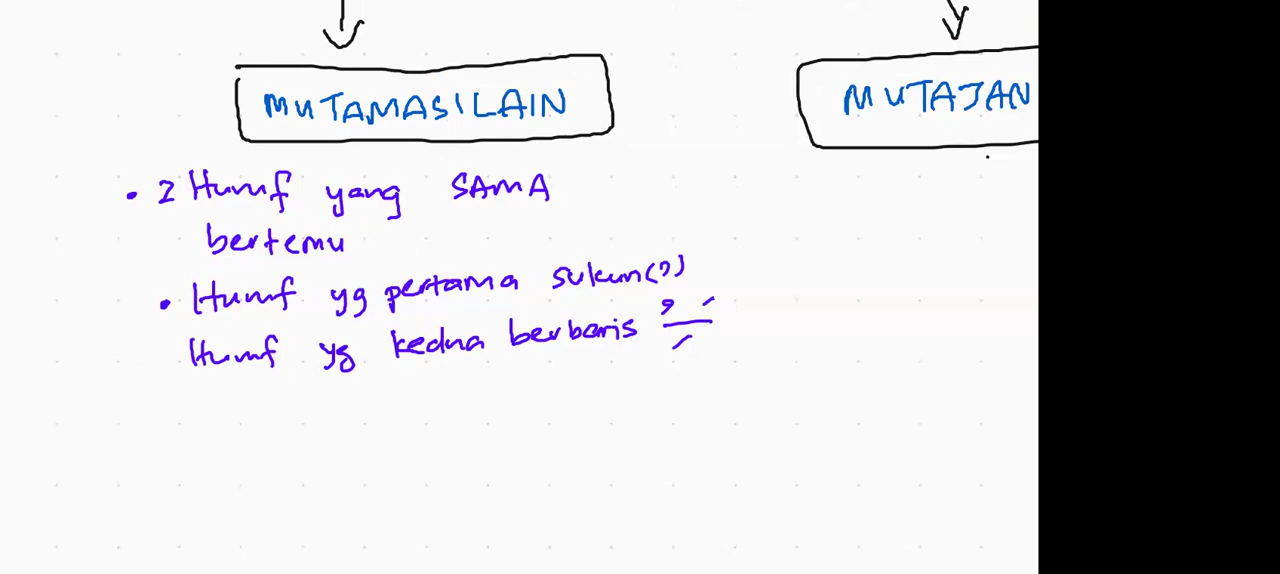 MUTAMASILAIN
MUTAJAN
• 2 Huruf yang SAMA
bertemu
• Huruf yg pertama sukun
Huruf yg kedua berbaris